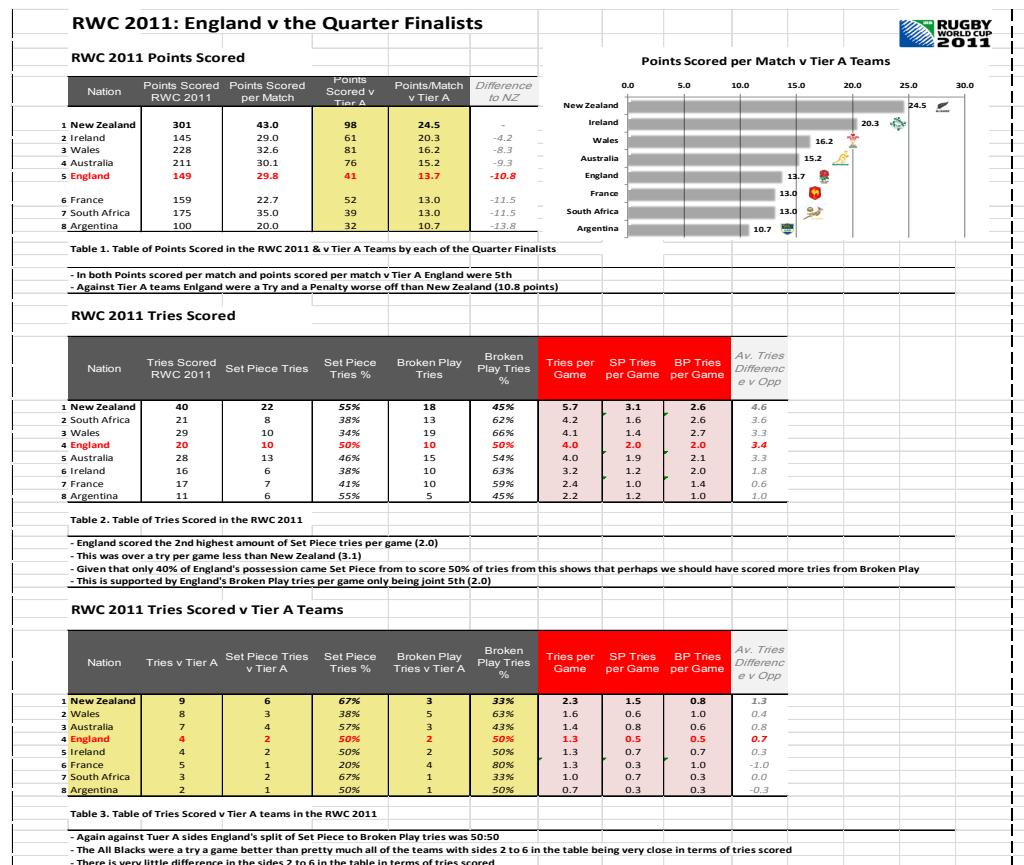 RWC 2011: England v the Quarter Finalists
RUGBY
WORLD CUP
2011
RWC 2011 Points Scored
Nation | Points Scored RWC 2011 | Points Scored per Match | Points Scored v Tier A | Points/Match v Tier A | Difference to NZ
1 New Zealand 301 43.0 98 24.5 -
2 Ireland 145 29.0 61 20.3 -4.2
3 Wales 228 32.6 81 16.2 -8.3
4 Australia 211 30.1 76 15.2 -9.3
5 England 149 29.8 41 13.7 -10.8
6 France 159 22.7 52 13.0 -11.5
7 South Africa 175 35.0 39 13.0 -11.5
8 Argentina 100 20.0 32 10.7 -13.8
Points Scored per Match v Tier A Teams
0.0 5.0 10.0 15.0 20.0 25.0 30.0
New Zealand 24.5
Ireland 20.3
Wales 16.2
Australia 15.2
England 13.7
France 13.0
South Africa 13.0
Argentina 10.7
Table 1. Table of Points Scored in the RWC 2011 & v Tier A Teams by each of the Quarter Finalists
- In both Points scored per match and points scored per match v Tier A England were 5th
- Against Tier A teams Enlgand were a Try and a Penalty worse off than New Zealand (10.8 points)
RWC 2011 Tries Scored
Nation | Tries Scored RWC 2011 | Set Piece Tries | Set Piece Tries % | Broken Play Tries | Broken Play Tries % | Tries per Game | SP Tries per Game | BP Tries per Game | Av. Tries Differenc e v Opp
1 New Zealand 40 22 55% 18 45% 5.7 3.1 2.6 4.6
2 South Africa 21 8 38% 13 62% 4.2 1.6 2.6 3.6
3 Wales 29 10 34% 19 66% 4.1 1.4 2.7 3.3
4 England 20 10 50% 10 50% 4.0 2.0 2.0 3.4
5 Australia 28 13 46% 15 54% 4.0 1.9 2.1 3.3
6 Ireland 16 6 38% 10 63% 3.2 1.2 2.0 1.8
7 France 17 7 41% 10 59% 2.4 1.0 1.4 0.6
8 Argentina 11 6 55% 5 45% 2.2 1.2 1.0 1.0
Table 2. Table of Tries Scored in the RWC 2011
- England scored the 2nd highest amount of Set Piece tries per game (2.0)
- This was over a try per game less than New Zealand (3.1)
- Given that only 40% of England's possession came Set Piece from to score 50% of tries from this shows that perhaps we should have scored more tries from Broken Play
- This is supported by England's Broken Play tries per game only being joint 5th (2.0)
RWC 2011 Tries Scored v Tier A Teams
Nation | Tries v Tier A | Set Piece Tries v Tier A | Set Piece Tries % | Broken Play Tries v Tier A | Broken Play Tries % | Tries per Game | SP Tries per Game | BP Tries per Game | Av. Tries Differenc e v Opp
1 New Zealand 9 6 67% 3 33% 2.3 1.5 0.8 1.3
2 Wales 8 3 38% 5 63% 1.6 0.6 1.0 0.4
3 Australia 7 4 57% 3 43% 1.4 0.8 0.6 0.8
4 England 4 2 50% 2 50% 1.3 0.5 0.5 0.7
5 Ireland 4 2 50% 2 50% 1.3 0.7 0.7 0.3
6 France 5 1 20% 4 80% 1.3 0.3 1.0 -1.0
7 South Africa 3 2 67% 1 33% 1.0 0.7 0.3 0.0
8 Argentina 2 1 50% 1 50% 0.7 0.3 0.3 -0.3
Table 3. Table of Tries Scored v Tier A teams in the RWC 2011
- Again against Tuer A sides England's split of Set Piece to Broken Play tries was 50:50
- The All Blacks were a try a game better than pretty much all of the teams with sides 2 to 6 in the table being very close in terms of tries scored
- There is very little difference in the sides 2 to 6 in the table in terms of tries scored